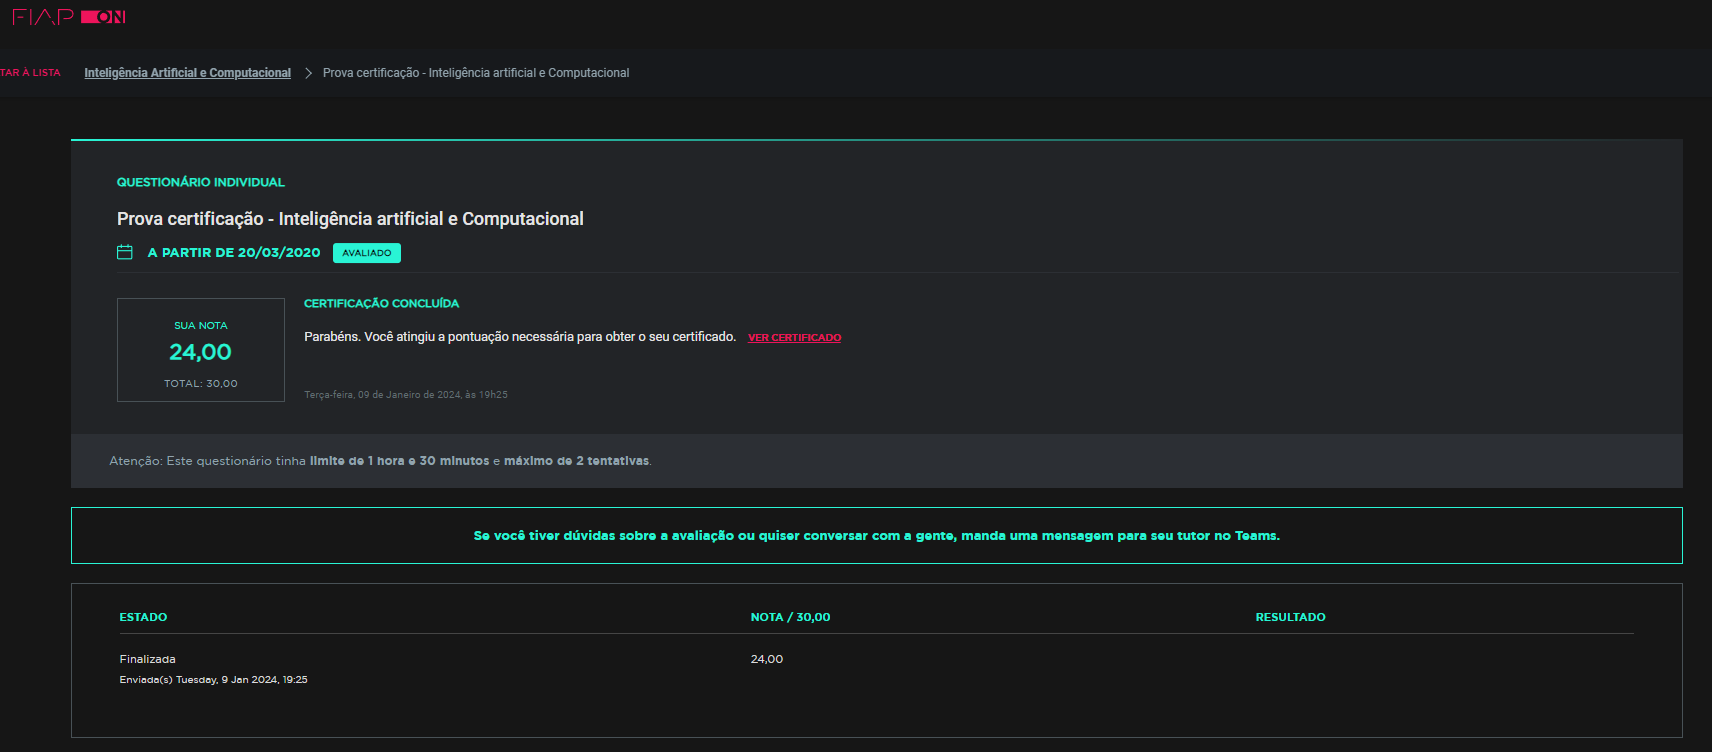 FIAP ON
TAR À LISTA Inteligência Artificial e Computacional > Prova certificação - Inteligência artificial e Computacional
QUESTIONÁRIO INDIVIDUAL
Prova certificação - Inteligência artificial e Computacional
A PARTIR DE 20/03/2020 AVALIADO
SUA NOTA
24,00
TOTAL: 30,00
CERTIFICAÇÃO CONCLUÍDA
Parabéns. Você atingiu a pontuação necessária para obter o seu certificado. VER CERTIFICADO
Terça-feira, 09 de Janeiro de 2024, às 19h25
Atenção: Este questionário tinha limite de 1 hora e 30 minutos e máximo de 2 tentativas.
Se você tiver dúvidas sobre a avaliação ou quiser conversar com a gente, manda uma mensagem para seu tutor no Teams.
ESTADO NOTA / 30,00 RESULTADO
Finalizada 24,00
Enviada(s) Tuesday, 9 Jan 2024, 19:25